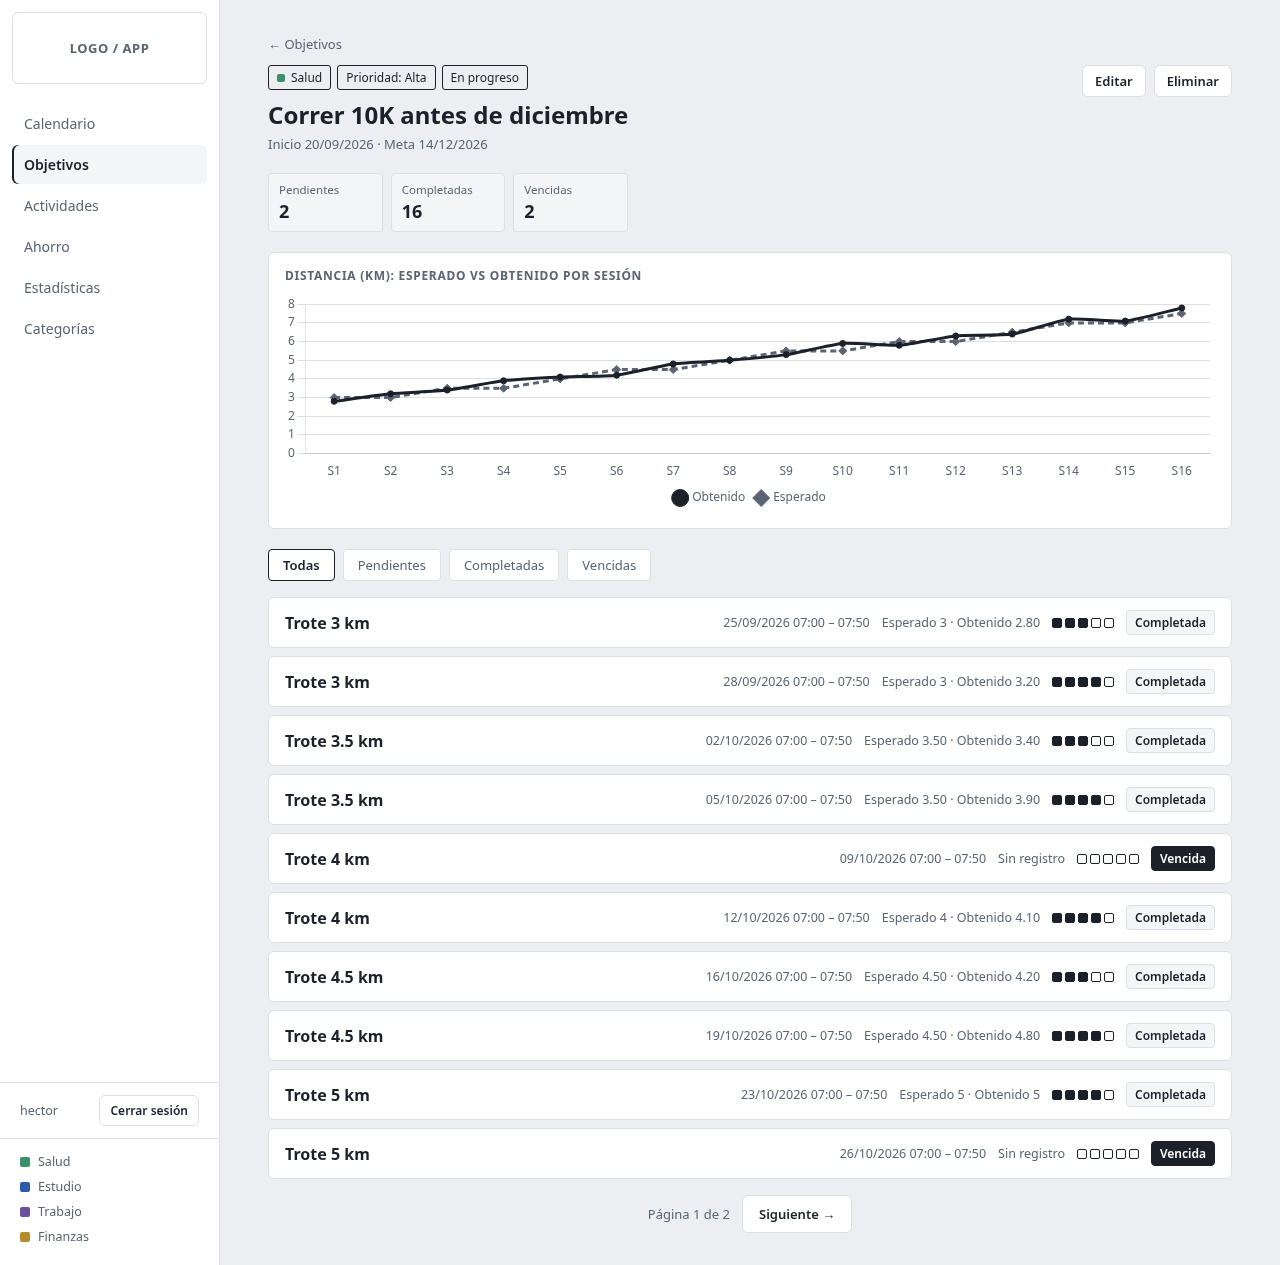 LOGO / APP
Calendario
Objetivos
Actividades
Ahorro
Estadísticas
Categorías
hector
Cerrar sesión
Salud
Estudio
Trabajo
Finanzas
← Objetivos
Salud
Prioridad: Alta
En progreso
Editar
Eliminar
Correr 10K antes de diciembre
Inicio 20/09/2026 · Meta 14/12/2026
Pendientes
2
Completadas
16
Vencidas
2
DISTANCIA (KM): ESPERADO VS OBTENIDO POR SESIÓN
8
7
6
5
4
3
2
1
0
S1 S2 S3 S4 S5 S6 S7 S8 S9 S10 S11 S12 S13 S14 S15 S16
Obtenido Esperado
Todas Pendientes Completadas Vencidas
Trote 3 km 25/09/2026 07:00 – 07:50 Esperado 3 · Obtenido 2.80 Completada
Trote 3 km 28/09/2026 07:00 – 07:50 Esperado 3 · Obtenido 3.20 Completada
Trote 3.5 km 02/10/2026 07:00 – 07:50 Esperado 3.50 · Obtenido 3.40 Completada
Trote 3.5 km 05/10/2026 07:00 – 07:50 Esperado 3.50 · Obtenido 3.90 Completada
Trote 4 km 09/10/2026 07:00 – 07:50 Sin registro Vencida
Trote 4 km 12/10/2026 07:00 – 07:50 Esperado 4 · Obtenido 4.10 Completada
Trote 4.5 km 16/10/2026 07:00 – 07:50 Esperado 4.50 · Obtenido 4.20 Completada
Trote 4.5 km 19/10/2026 07:00 – 07:50 Esperado 4.50 · Obtenido 4.80 Completada
Trote 5 km 23/10/2026 07:00 – 07:50 Esperado 5 · Obtenido 5 Completada
Trote 5 km 26/10/2026 07:00 – 07:50 Sin registro Vencida
Página 1 de 2 Siguiente →